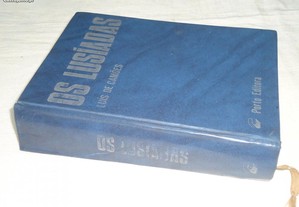 OS LUSÍADAS
LUÍS DE CAMÕES
Porto Editora
OS LUSÍADAS